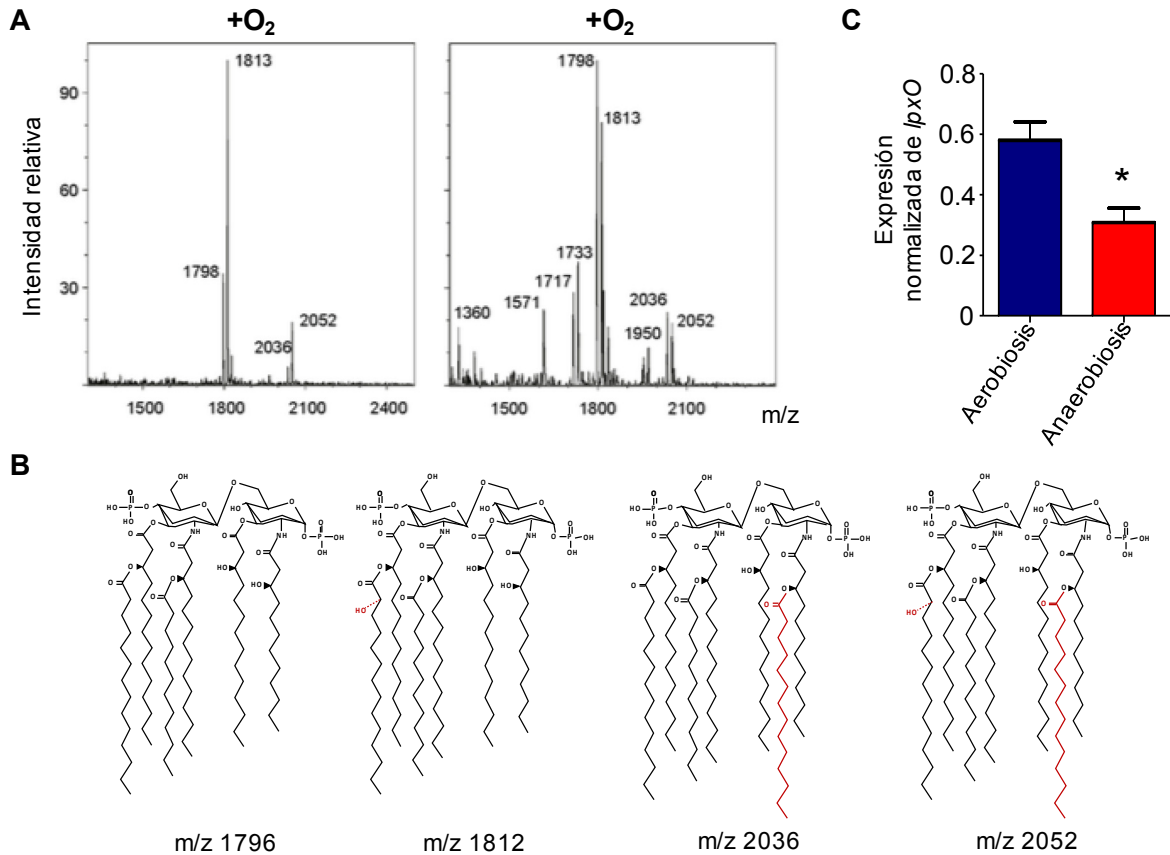 A
+O2
+O2
C
1813
1798
2036
2052
90
60
30
1500
1800
2100
2400
Intensidad relativa
1798
1813
1733
1717
1571
1360
2036
2052
1950
1500
1800
2100
m/z
0.8
0.6
0.4
0.2
0
*
Expresión
normalizada de lpxO
Aerobiosis
Anaerobiosis
B
m/z 1796
m/z 1812
m/z 2036
m/z 2052